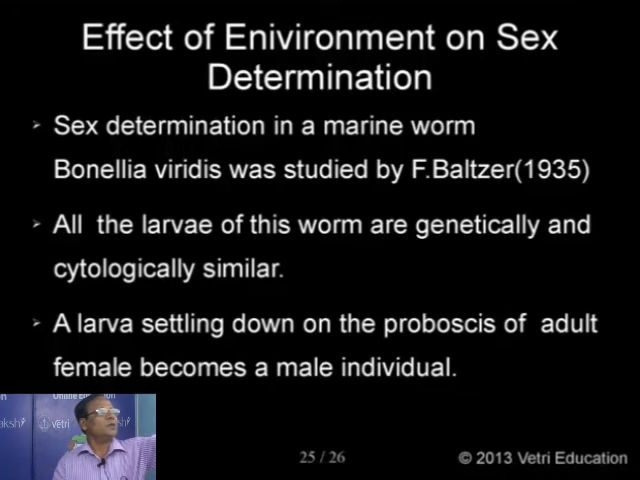 Effect of Enivironment on Sex
Determination
➢ Sex determination in a marine worm
Bonellia viridis was studied by F.Baltzer(1935)
➢ All the larvae of this worm are genetically and
cytologically similar.
➢ A larva settling down on the proboscis of adult
female becomes a male individual.
Online
vetri
25 / 26
© 2013 Vetri Education